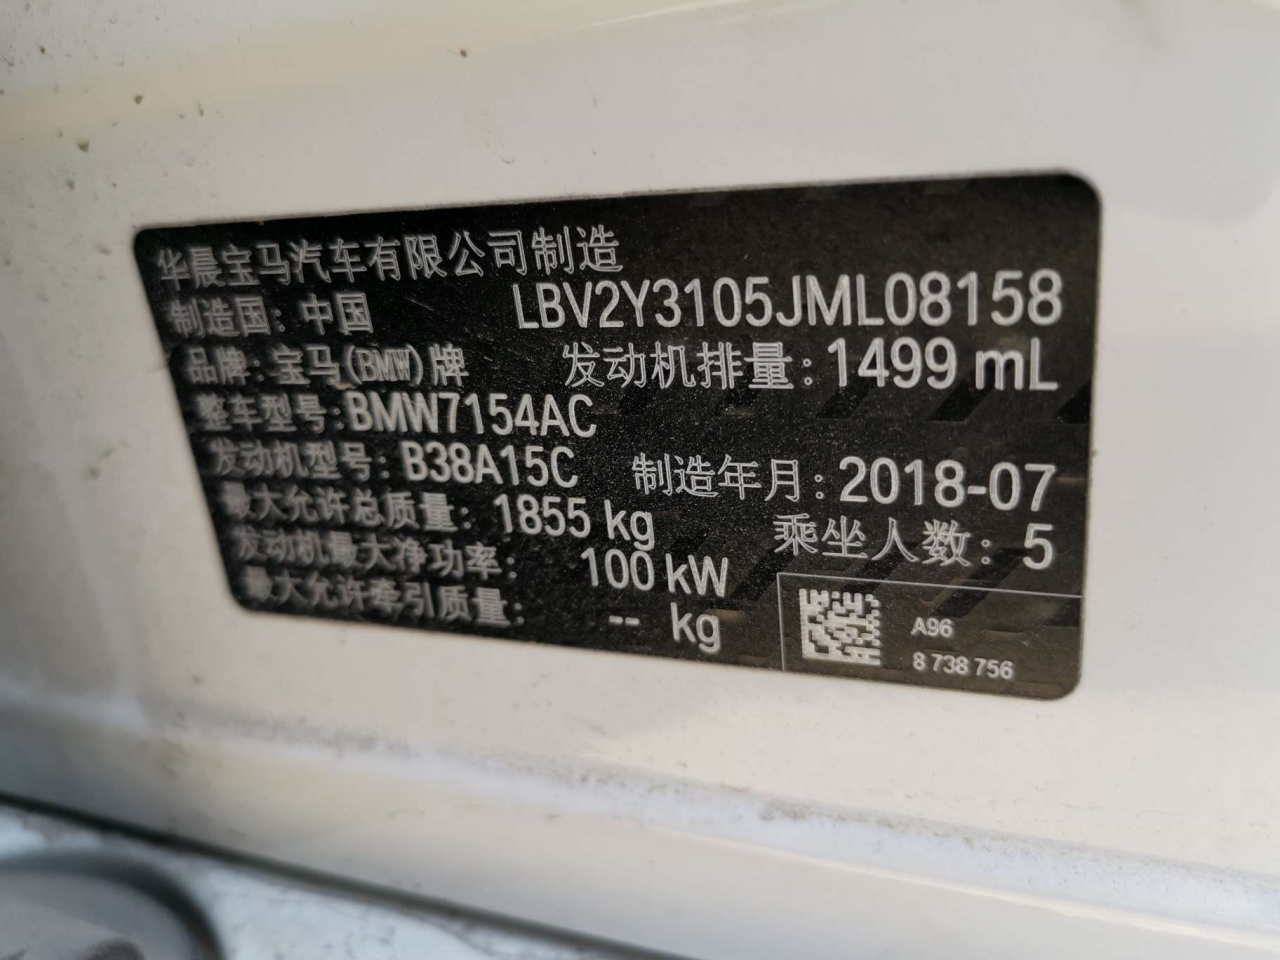 华晨宝马汽车有限公司制造
制造国：中国 LBV2Y3105JML08158
品牌：宝马(BMW)牌 发动机排量：1499 mL
整车型号：BMW7154AC
发动机型号：B38A15C 制造年月：2018-07
最大允许总质量：1855 kg 乘坐人数：5
发动机最大净功率：100 kW
最大允许牵引质量：-- kg
A96
8 738 756